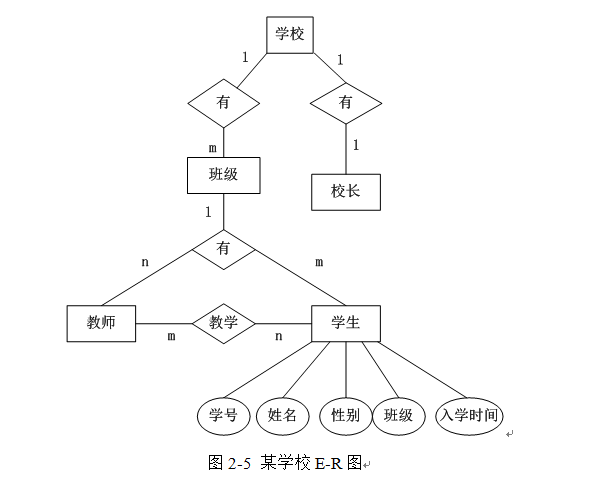 学校
1 1
有 有
m 1
班级 校长
1
有
n m
教师 教学 学生
m n
学号 姓名 性别 班级 入学时间
图 2-5 某学校 E-R 图